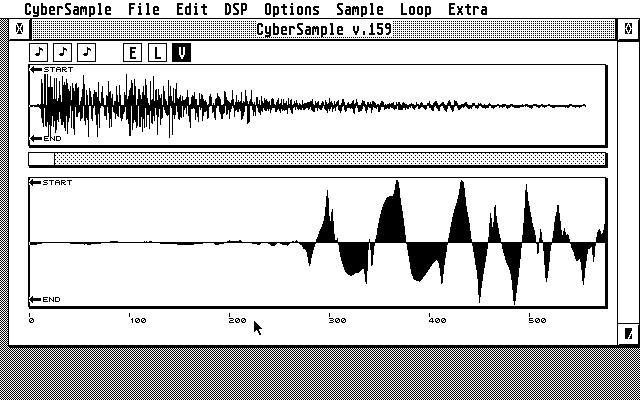 CyberSample File Edit DSP Options Sample Loop Extra
CyberSample v.159
E L V
START
END
START
END
0 100 200 300 400 500